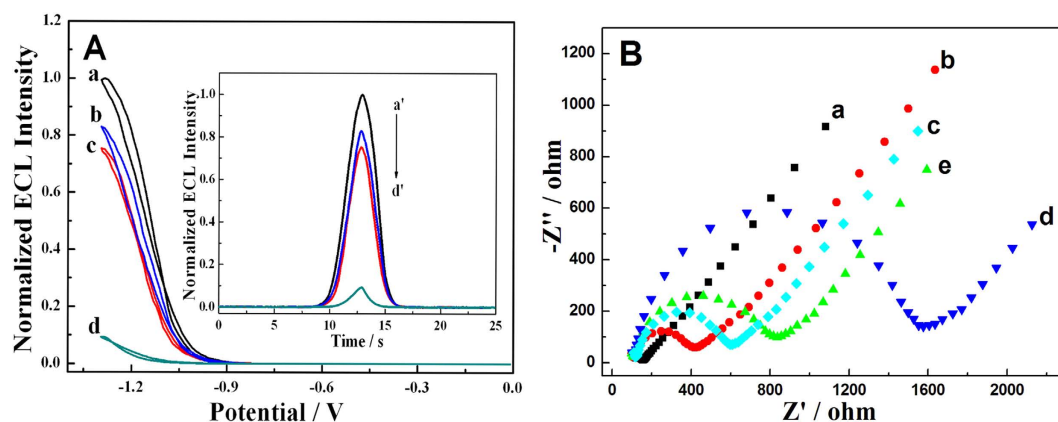 A
Normalized ECL Intensity
1.2
1.0
0.8
0.6
0.4
0.2
0.0
a
b
c
d
-1.2
-0.9
-0.6
-0.3
0.0
Potential / V
Normalized ECL Intensity
1.0
0.8
0.6
0.4
0.2
0.0
a'
d'
0
5
10
15
20
25
Time / s
B
-Z'' / ohm
1200
1000
800
600
400
200
0
a
b
c
e
d
0
400
800
1200
1600
2000
Z' / ohm